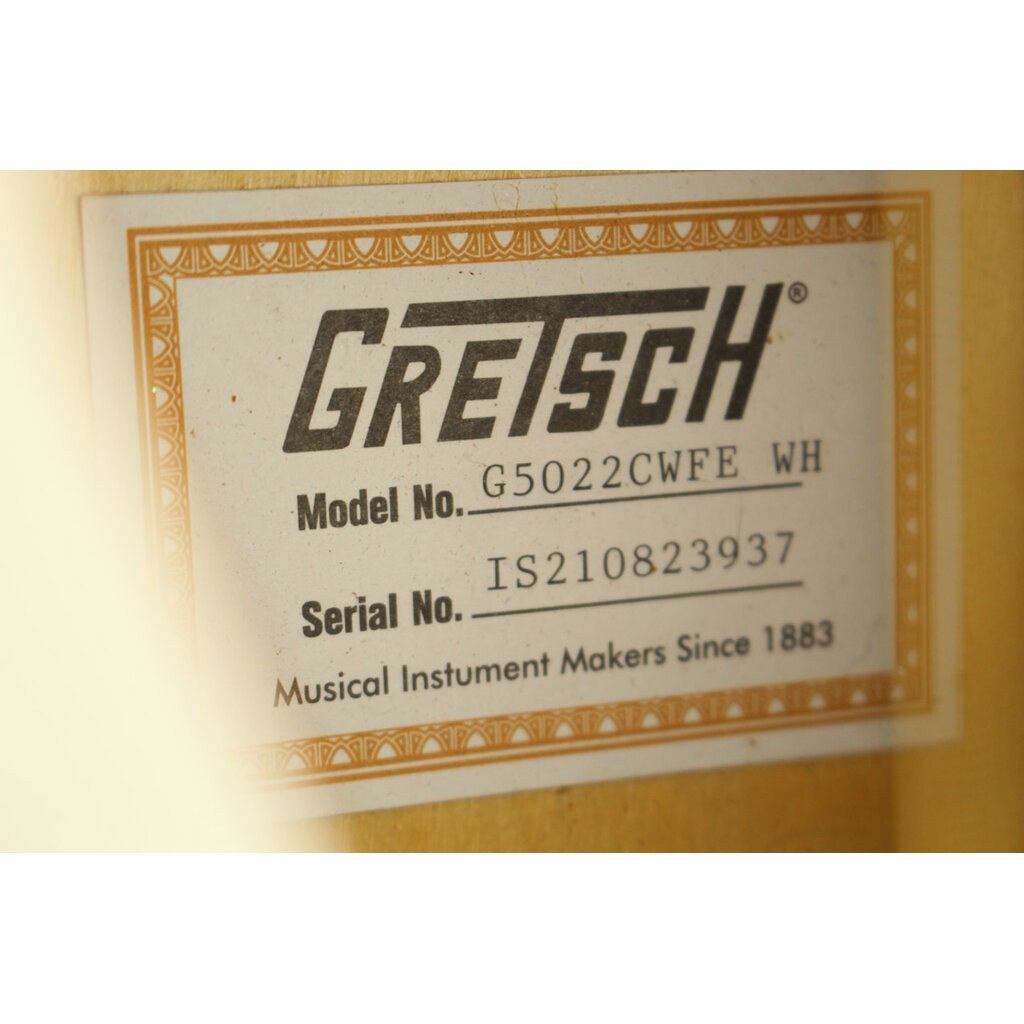 GRETSCH®
Model No. G5022CWFE WH
Serial No. IS210823937
Musical Instument Makers Since 1883